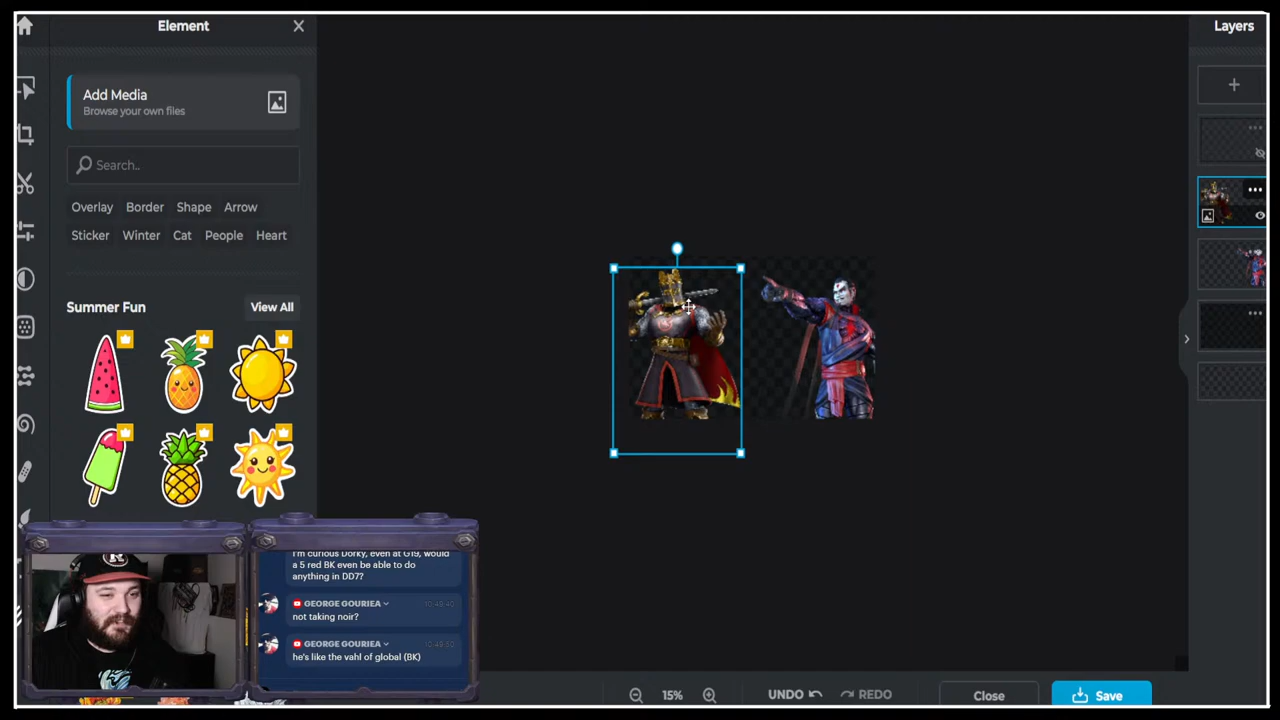 Element
Layers
Add Media
Browse your own files
Search..
Overlay Border Shape Arrow
Sticker Winter Cat People Heart
Summer Fun View All
I'm curious Dorky, even at G19, would
a 5 red BK even be able to do
anything in DD7?
GEORGE GOURIEA 10:49:40
not taking noir?
GEORGE GOURIEA
he's like the vahl of global (BK)
15% UNDO REDO Close Save